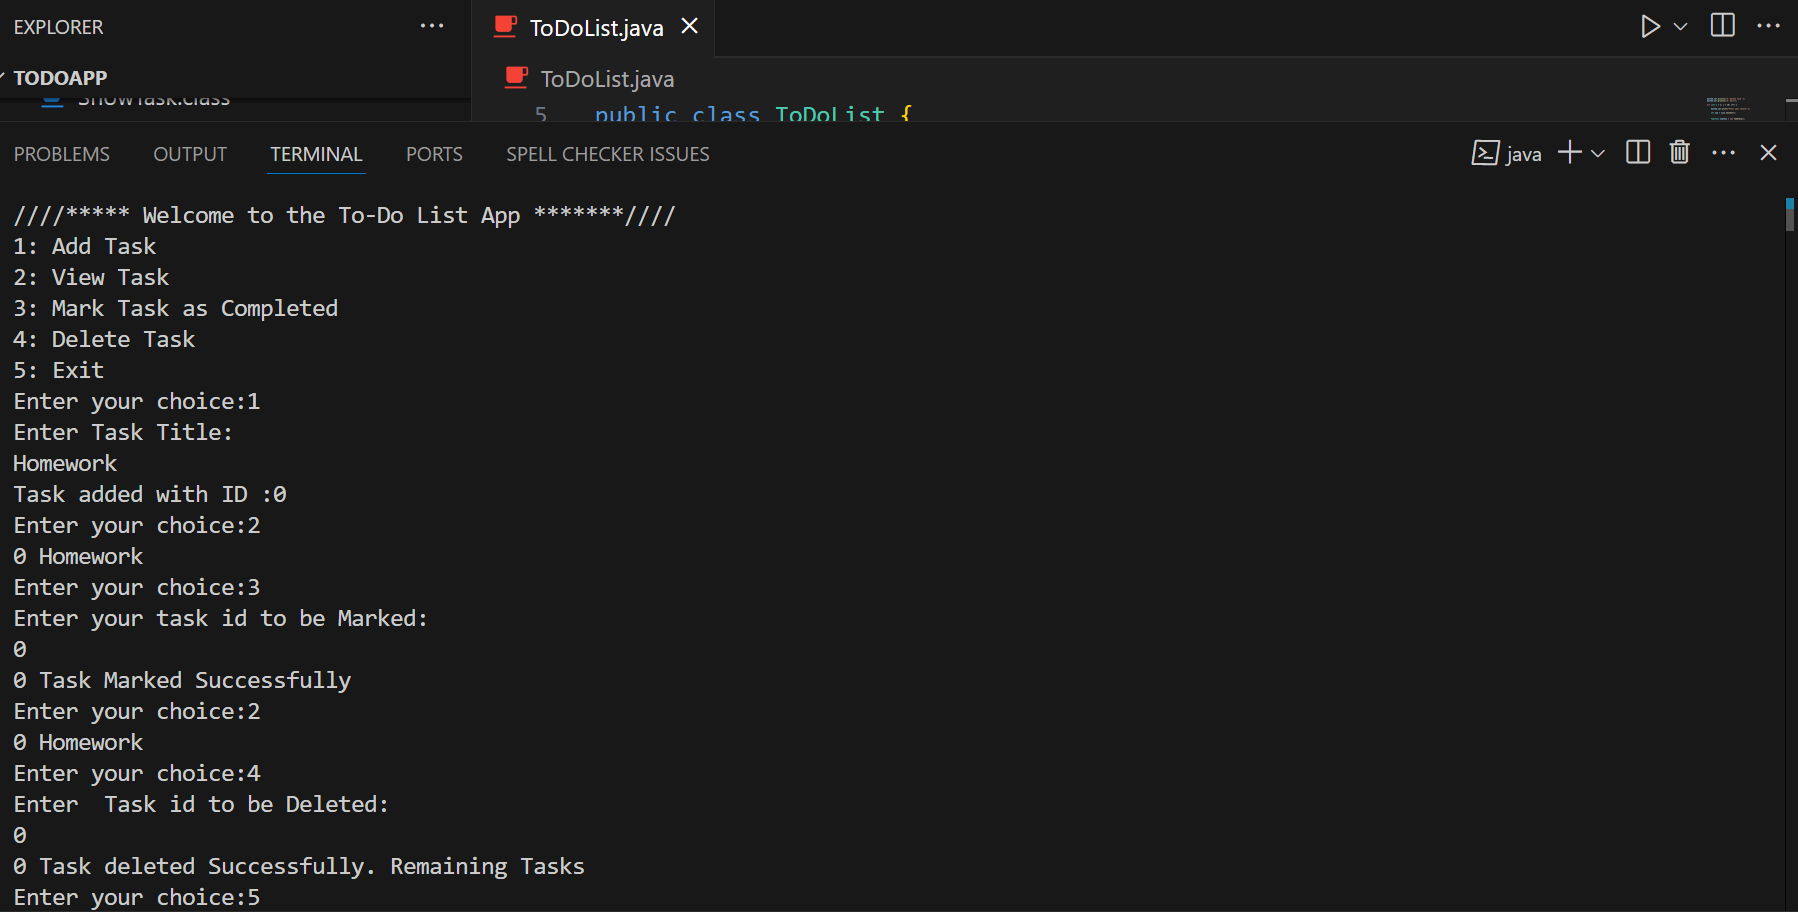 EXPLORER
ToDoList.java
TODOAPP
ToDoList.java
ShowTask.class
5 public class ToDoList {
PROBLEMS OUTPUT TERMINAL PORTS SPELL CHECKER ISSUES
java
////***** Welcome to the To-Do List App *******////
1: Add Task
2: View Task
3: Mark Task as Completed
4: Delete Task
5: Exit
Enter your choice:1
Enter Task Title:
Homework
Task added with ID :0
Enter your choice:2
0 Homework
Enter your choice:3
Enter your task id to be Marked:
0
0 Task Marked Successfully
Enter your choice:2
0 Homework
Enter your choice:4
Enter  Task id to be Deleted:
0
0 Task deleted Successfully. Remaining Tasks
Enter your choice:5